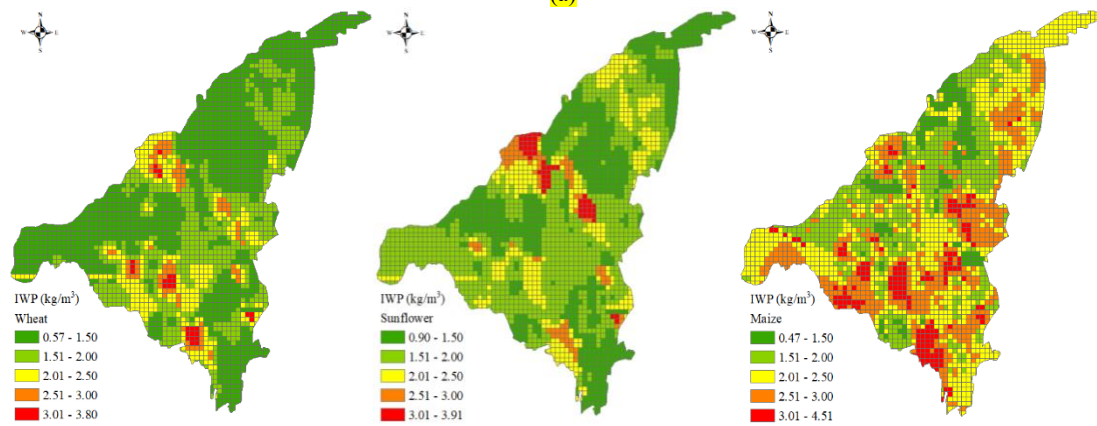 (a)
N
W E
S
N
W E
S
N
W E
S
IWP (kg/m³)
Wheat
0.57 - 1.50
1.51 - 2.00
2.01 - 2.50
2.51 - 3.00
3.01 - 3.80
IWP (kg/m³)
Sunflower
0.90 - 1.50
1.51 - 2.00
2.01 - 2.50
2.51 - 3.00
3.01 - 3.91
IWP (kg/m³)
Maize
0.47 - 1.50
1.51 - 2.00
2.01 - 2.50
2.51 - 3.00
3.01 - 4.51